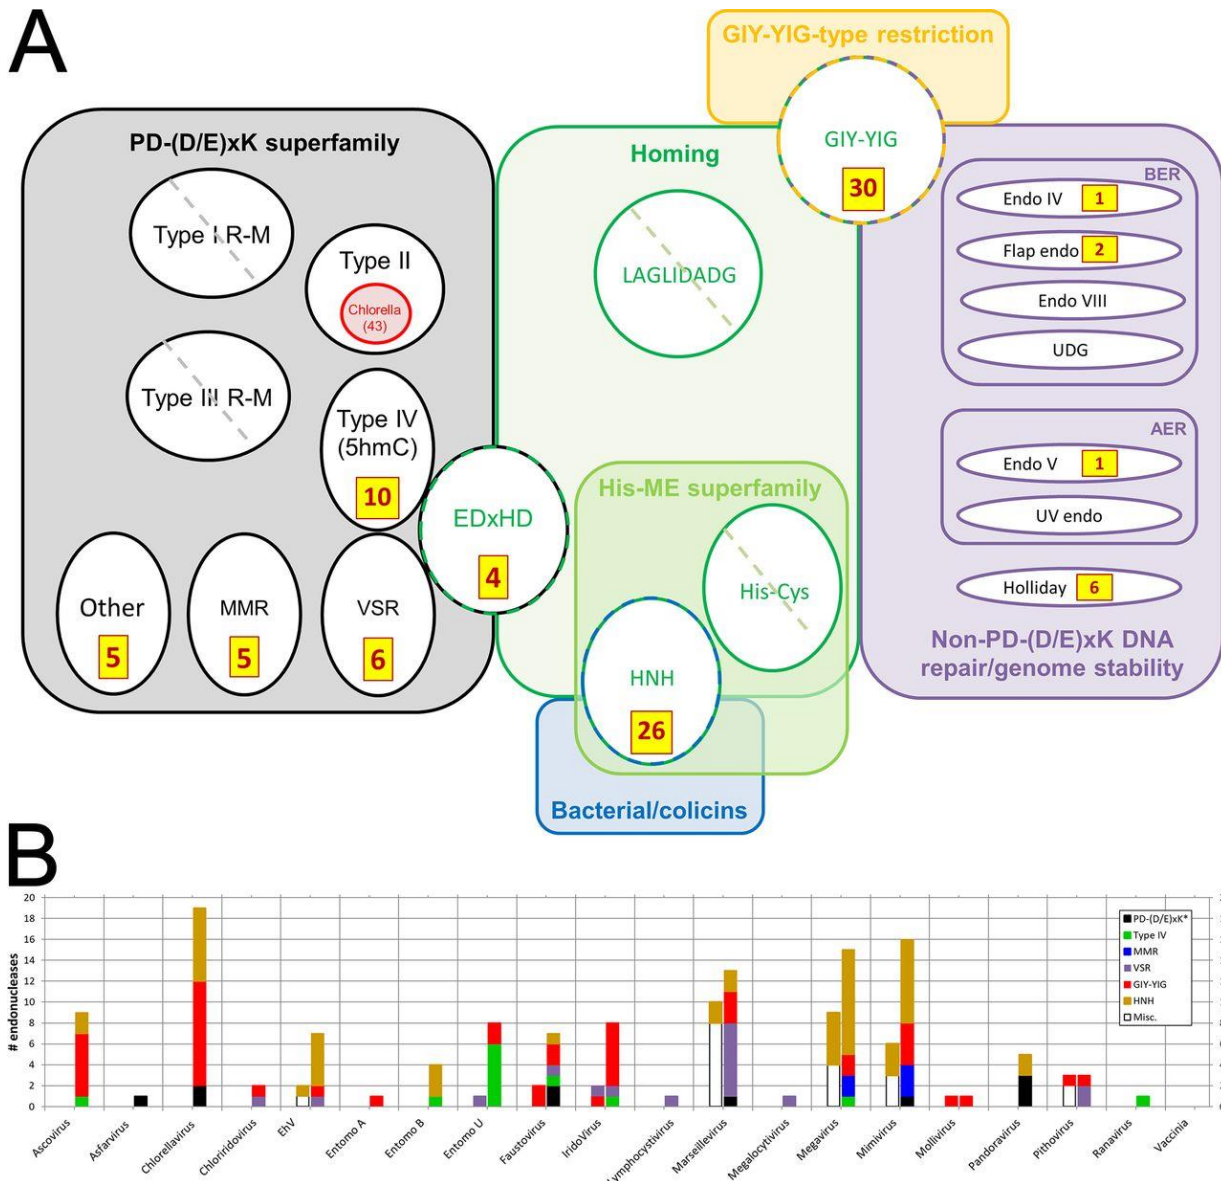 A
GIY-YIG-type restriction
PD-(D/E)xK superfamily
Homing
GIY-YIG
30
BER
Endo IV 1
Flap endo 2
Endo VIII
UDG
Type I R-M
Type II
Chlorella
(43)
LAGLIDADG
Type III R-M
Type IV
(5hmC)
10
AER
Endo V 1
UV endo
His-ME superfamily
EDxHD
4
His-Cys
Holliday 6
Other
5
MMR
5
VSR
6
HNH
26
Non-PD-(D/E)xK DNA
repair/genome stability
Bacterial/colicins
B
# endonucleases
20
18
16
14
12
10
8
6
4
2
0
PD-(D/E)xK*
Type IV
MMR
VSR
GIY-YIG
HNH
Misc.
Ascovirus
Asfarvirus
Chlorellavirus
Chloriridovirus
EhV
Entomo A
Entomo B
Entomo U
Faustovirus
IridoVirus
Lymphocystivirus
Marseillevirus
Megalocytivirus
Megavirus
Mimivirus
Mollivirus
Pandoravirus
Pithovirus
Ranavirus
Vaccinia